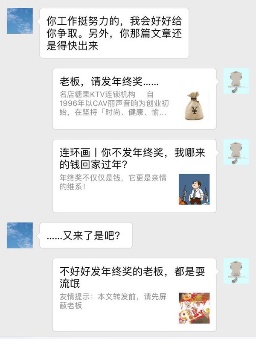 你工作挺努力的，我会好好给
你争取。另外，你那篇文章还
是得快出来
老板，请发年终奖……
名店糖果KTV连锁机构 自
1996年以CAV丽声音响为创业初
始，在坚持「时尚、健康、
连环画丨你不发年终奖，我哪来
的钱回家过年？
年终奖不仅仅是钱，它更是亲情
的维系！
……又来了是吧？
不好好发年终奖的老板，都是耍
流氓
友情提示：本文转发前，请先屏
蔽老板